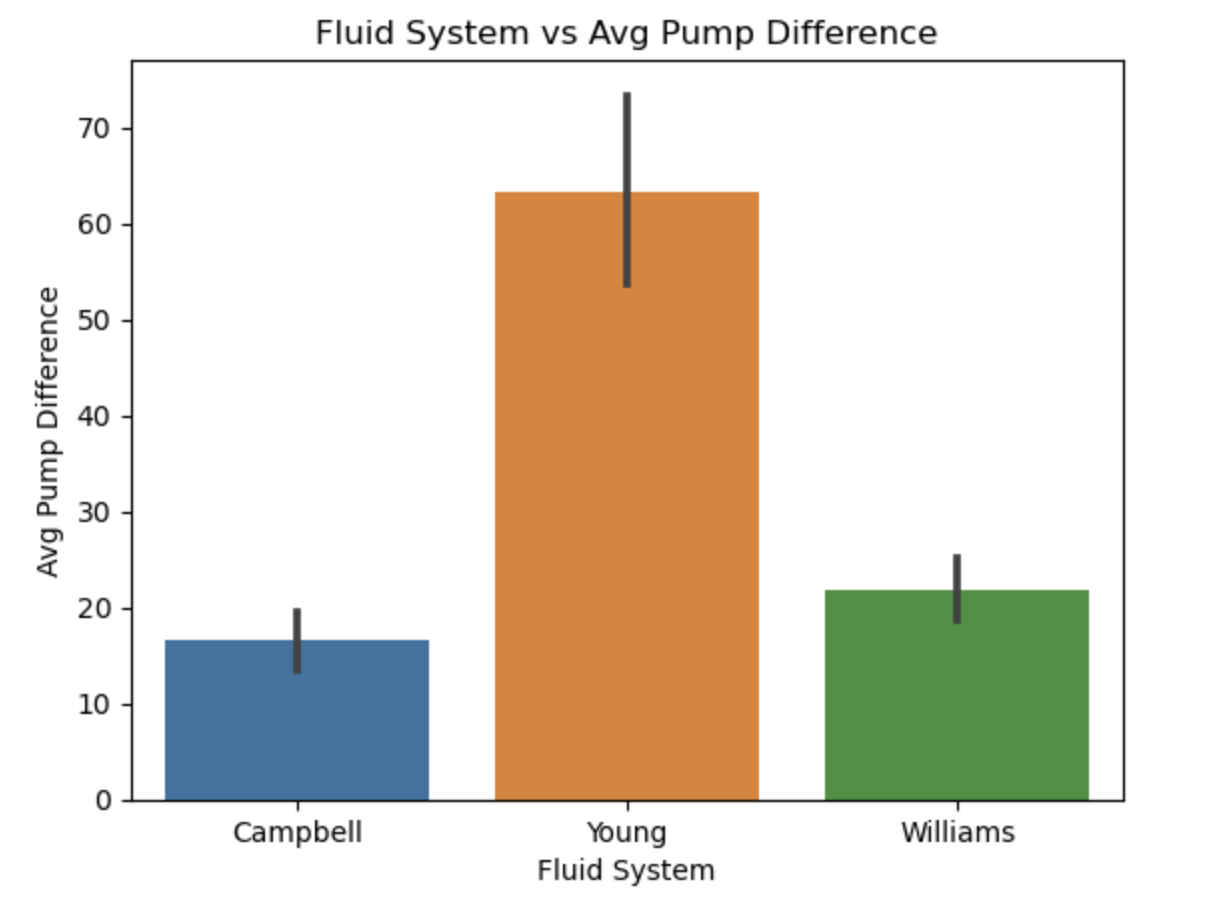 Fluid System vs Avg Pump Difference
Avg Pump Difference
70
60
50
40
30
20
10
0
Campbell Young Williams
Fluid System